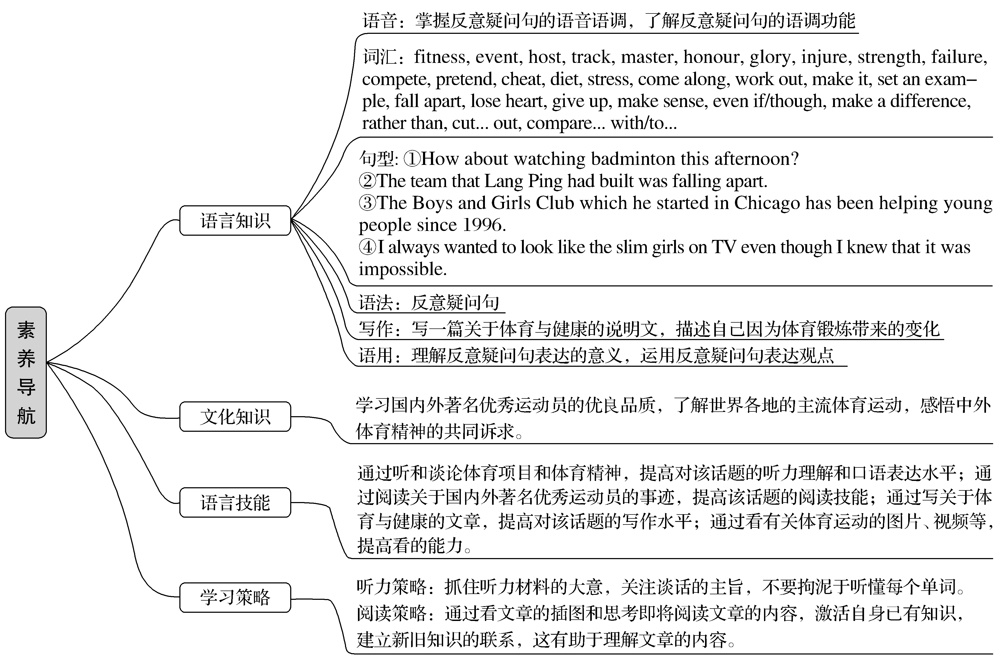 素养导航
语言知识
语音：掌握反意疑问句的语音语调，了解反意疑问句的语调功能
词汇：fitness, event, host, track, master, honour, glory, injure, strength, failure,
compete, pretend, cheat, diet, stress, come along, work out, make it, set an exam–
ple, fall apart, lose heart, give up, make sense, even if/though, make a difference,
rather than, cut... out, compare... with/to...
句型: ①How about watching badminton this afternoon?
②The team that Lang Ping had built was falling apart.
③The Boys and Girls Club which he started in Chicago has been helping young
people since 1996.
④I always wanted to look like the slim girls on TV even though I knew that it was
impossible.
语法：反意疑问句
写作：写一篇关于体育与健康的说明文，描述自己因为体育锻炼带来的变化
语用：理解反意疑问句表达的意义，运用反意疑问句表达观点
文化知识
学习国内外著名优秀运动员的优良品质，了解世界各地的主流体育运动，感悟中外
体育精神的共同诉求。
语言技能
通过听和谈论体育项目和体育精神，提高对该话题的听力理解和口语表达水平；通
过阅读关于国内外著名优秀运动员的事迹，提高该话题的阅读技能；通过写关于体
育与健康的文章，提高对该话题的写作水平；通过看有关体育运动的图片、视频等，
提高看的能力。
学习策略
听力策略：抓住听力材料的大意，关注谈话的主旨，不要拘泥于听懂每个单词。
阅读策略：通过看文章的插图和思考即将阅读文章的内容，激活自身已有知识，
建立新旧知识的联系，这有助于理解文章的内容。